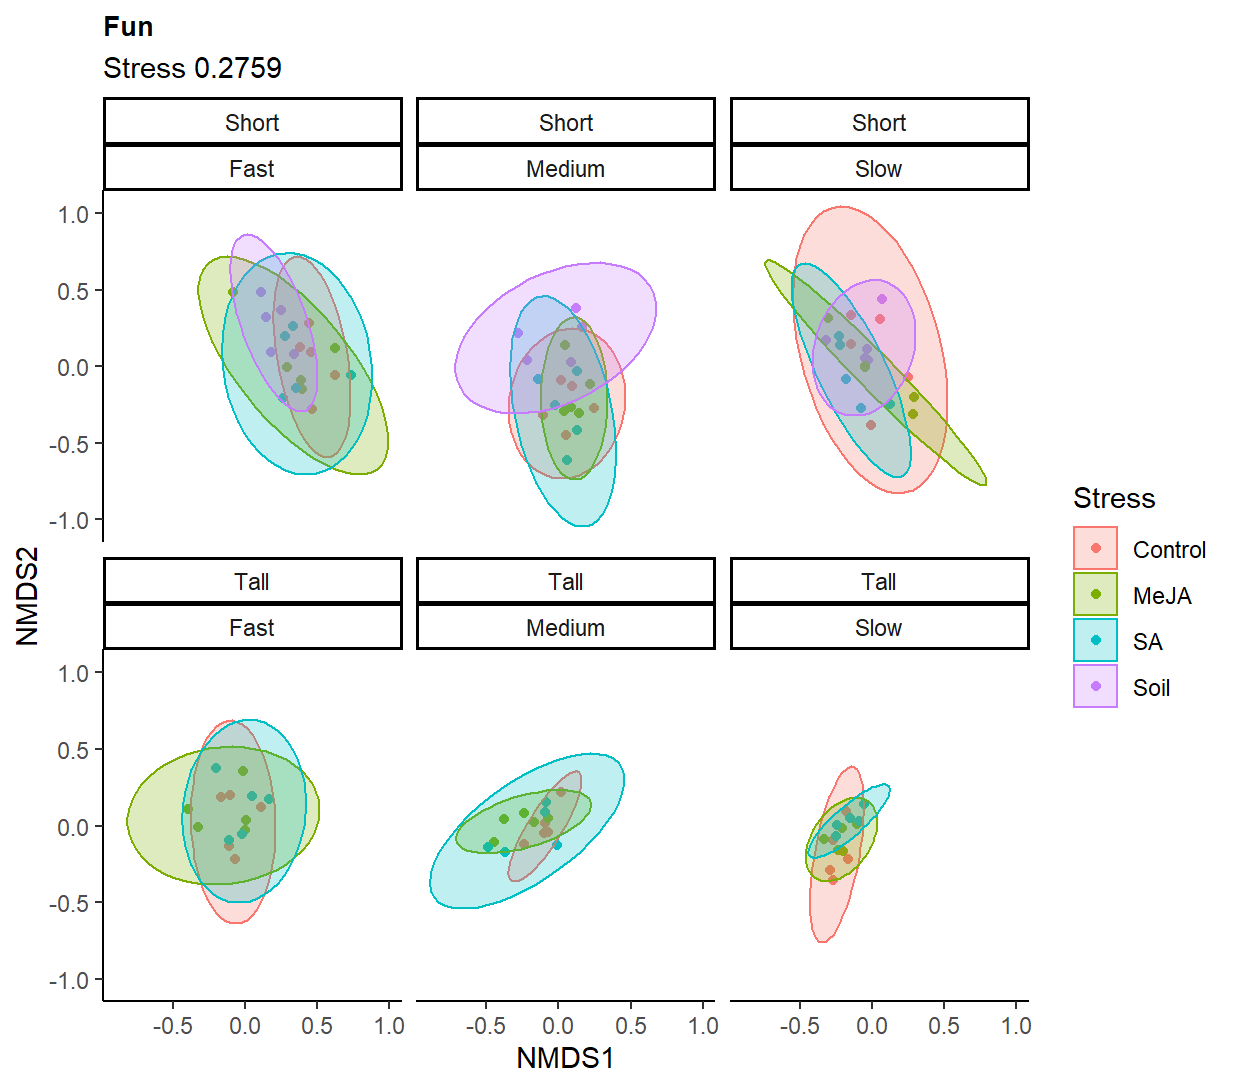 Fun
Stress 0.2759
Short Short Short
Fast Medium Slow
1.0
0.5
0.0
-0.5
-1.0
Tall Tall Tall
Fast Medium Slow
1.0
0.5
0.0
-0.5
-1.0
-0.5 0.0 0.5 1.0 -0.5 0.0 0.5 1.0 -0.5 0.0 0.5 1.0
NMDS1
NMDS2
Stress
Control
MeJA
SA
Soil